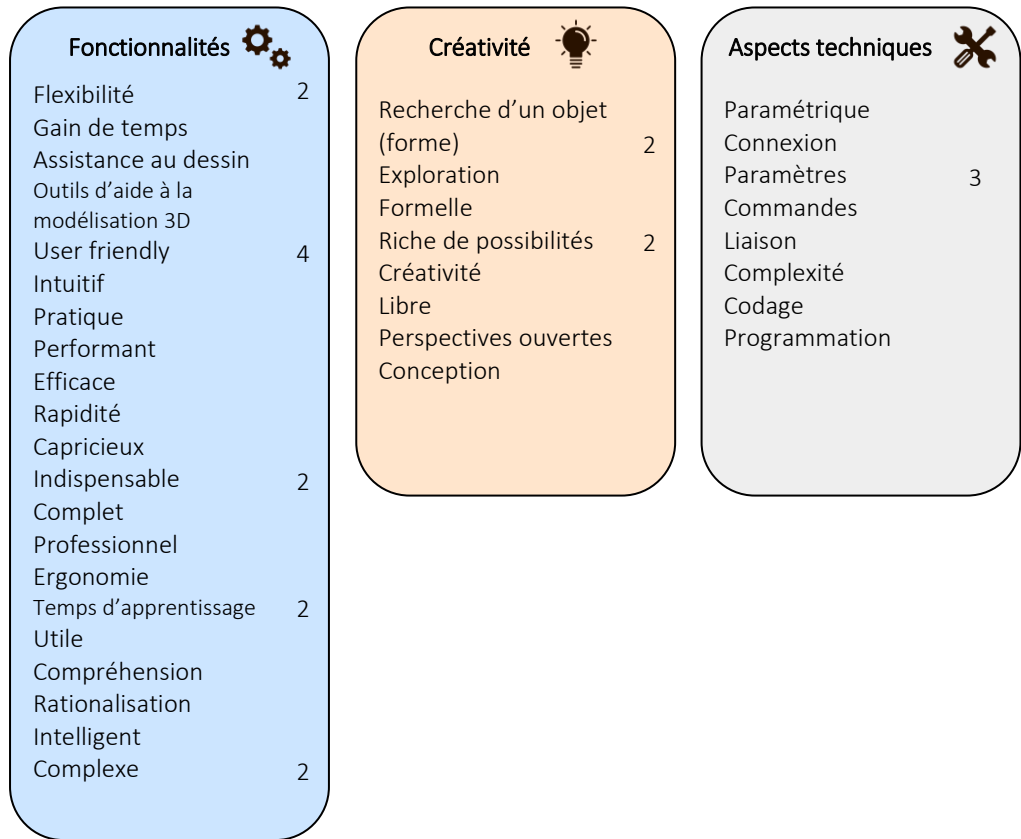 Fonctionnalités
Flexibilité 2
Gain de temps
Assistance au dessin
Outils d’aide à la
modélisation 3D
User friendly 4
Intuitif
Pratique
Performant
Efficace
Rapidité
Capricieux
Indispensable 2
Complet
Professionnel
Ergonomie
Temps d’apprentissage 2
Utile
Compréhension
Rationalisation
Intelligent
Complexe 2
Créativité
Recherche d’un objet
(forme) 2
Exploration
Formelle
Riche de possibilités 2
Créativité
Libre
Perspectives ouvertes
Conception
Aspects techniques
Paramétrique
Connexion
Paramètres 3
Commandes
Liaison
Complexité
Codage
Programmation